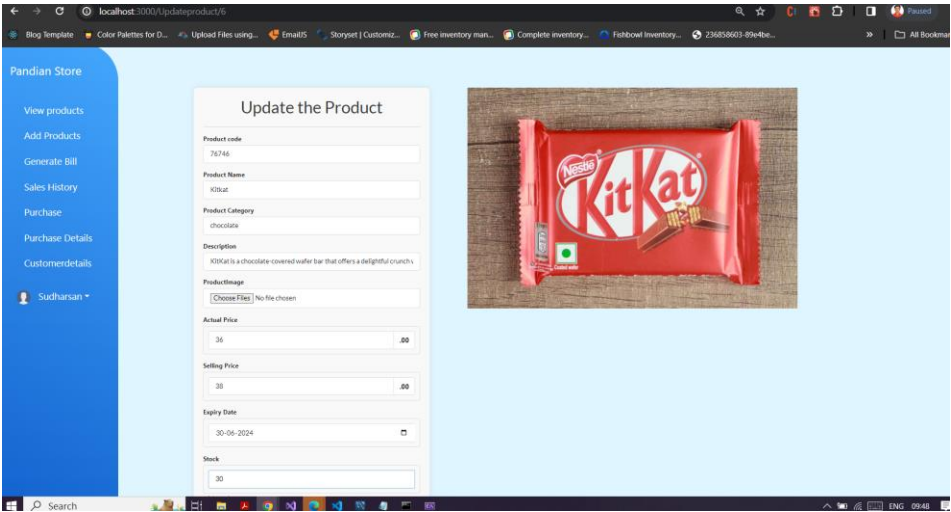 localhost:3000/Updateproduct/6
Paused
Blog Template
Color Palettes for D...
Upload Files using...
EmailJS
Storyset | Customiz...
Free inventory man...
Complete inventory...
Fishbowl Inventory...
236858603-89e4be...
»
All Bookmar
Pandian Store
View products
Add Products
Generate Bill
Sales History
Purchase
Purchase Details
Customerdetails
Sudharsan
Update the Product
Product code
76746
Product Name
Kitkat
Product Category
chocolate
Description
KitKat is a chocolate-covered wafer bar that offers a delightful crunch w
ProductImage
Choose Files No file chosen
Actual Price
36 .00
Selling Price
38 .00
Expiry Date
30-06-2024
Stock
30
Nestlé
KitKat
Search
ENG 09:48